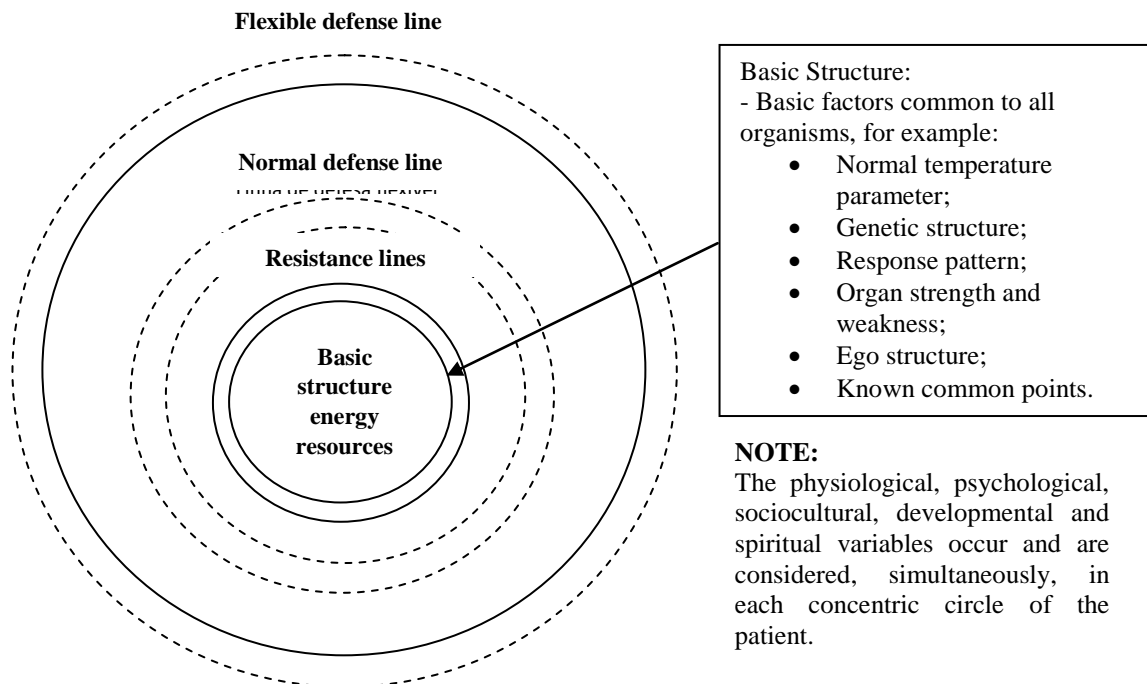 Flexible defense line
Normal defense line
Resistance lines
Basic
structure
energy
resources
Basic Structure:
- Basic factors common to all
organisms, for example:
• Normal temperature
parameter;
• Genetic structure;
• Response pattern;
• Organ strength and
weakness;
• Ego structure;
• Known common points.
NOTE:
The physiological, psychological,
sociocultural, developmental and
spiritual variables occur and are
considered, simultaneously, in
each concentric circle of the
patient.